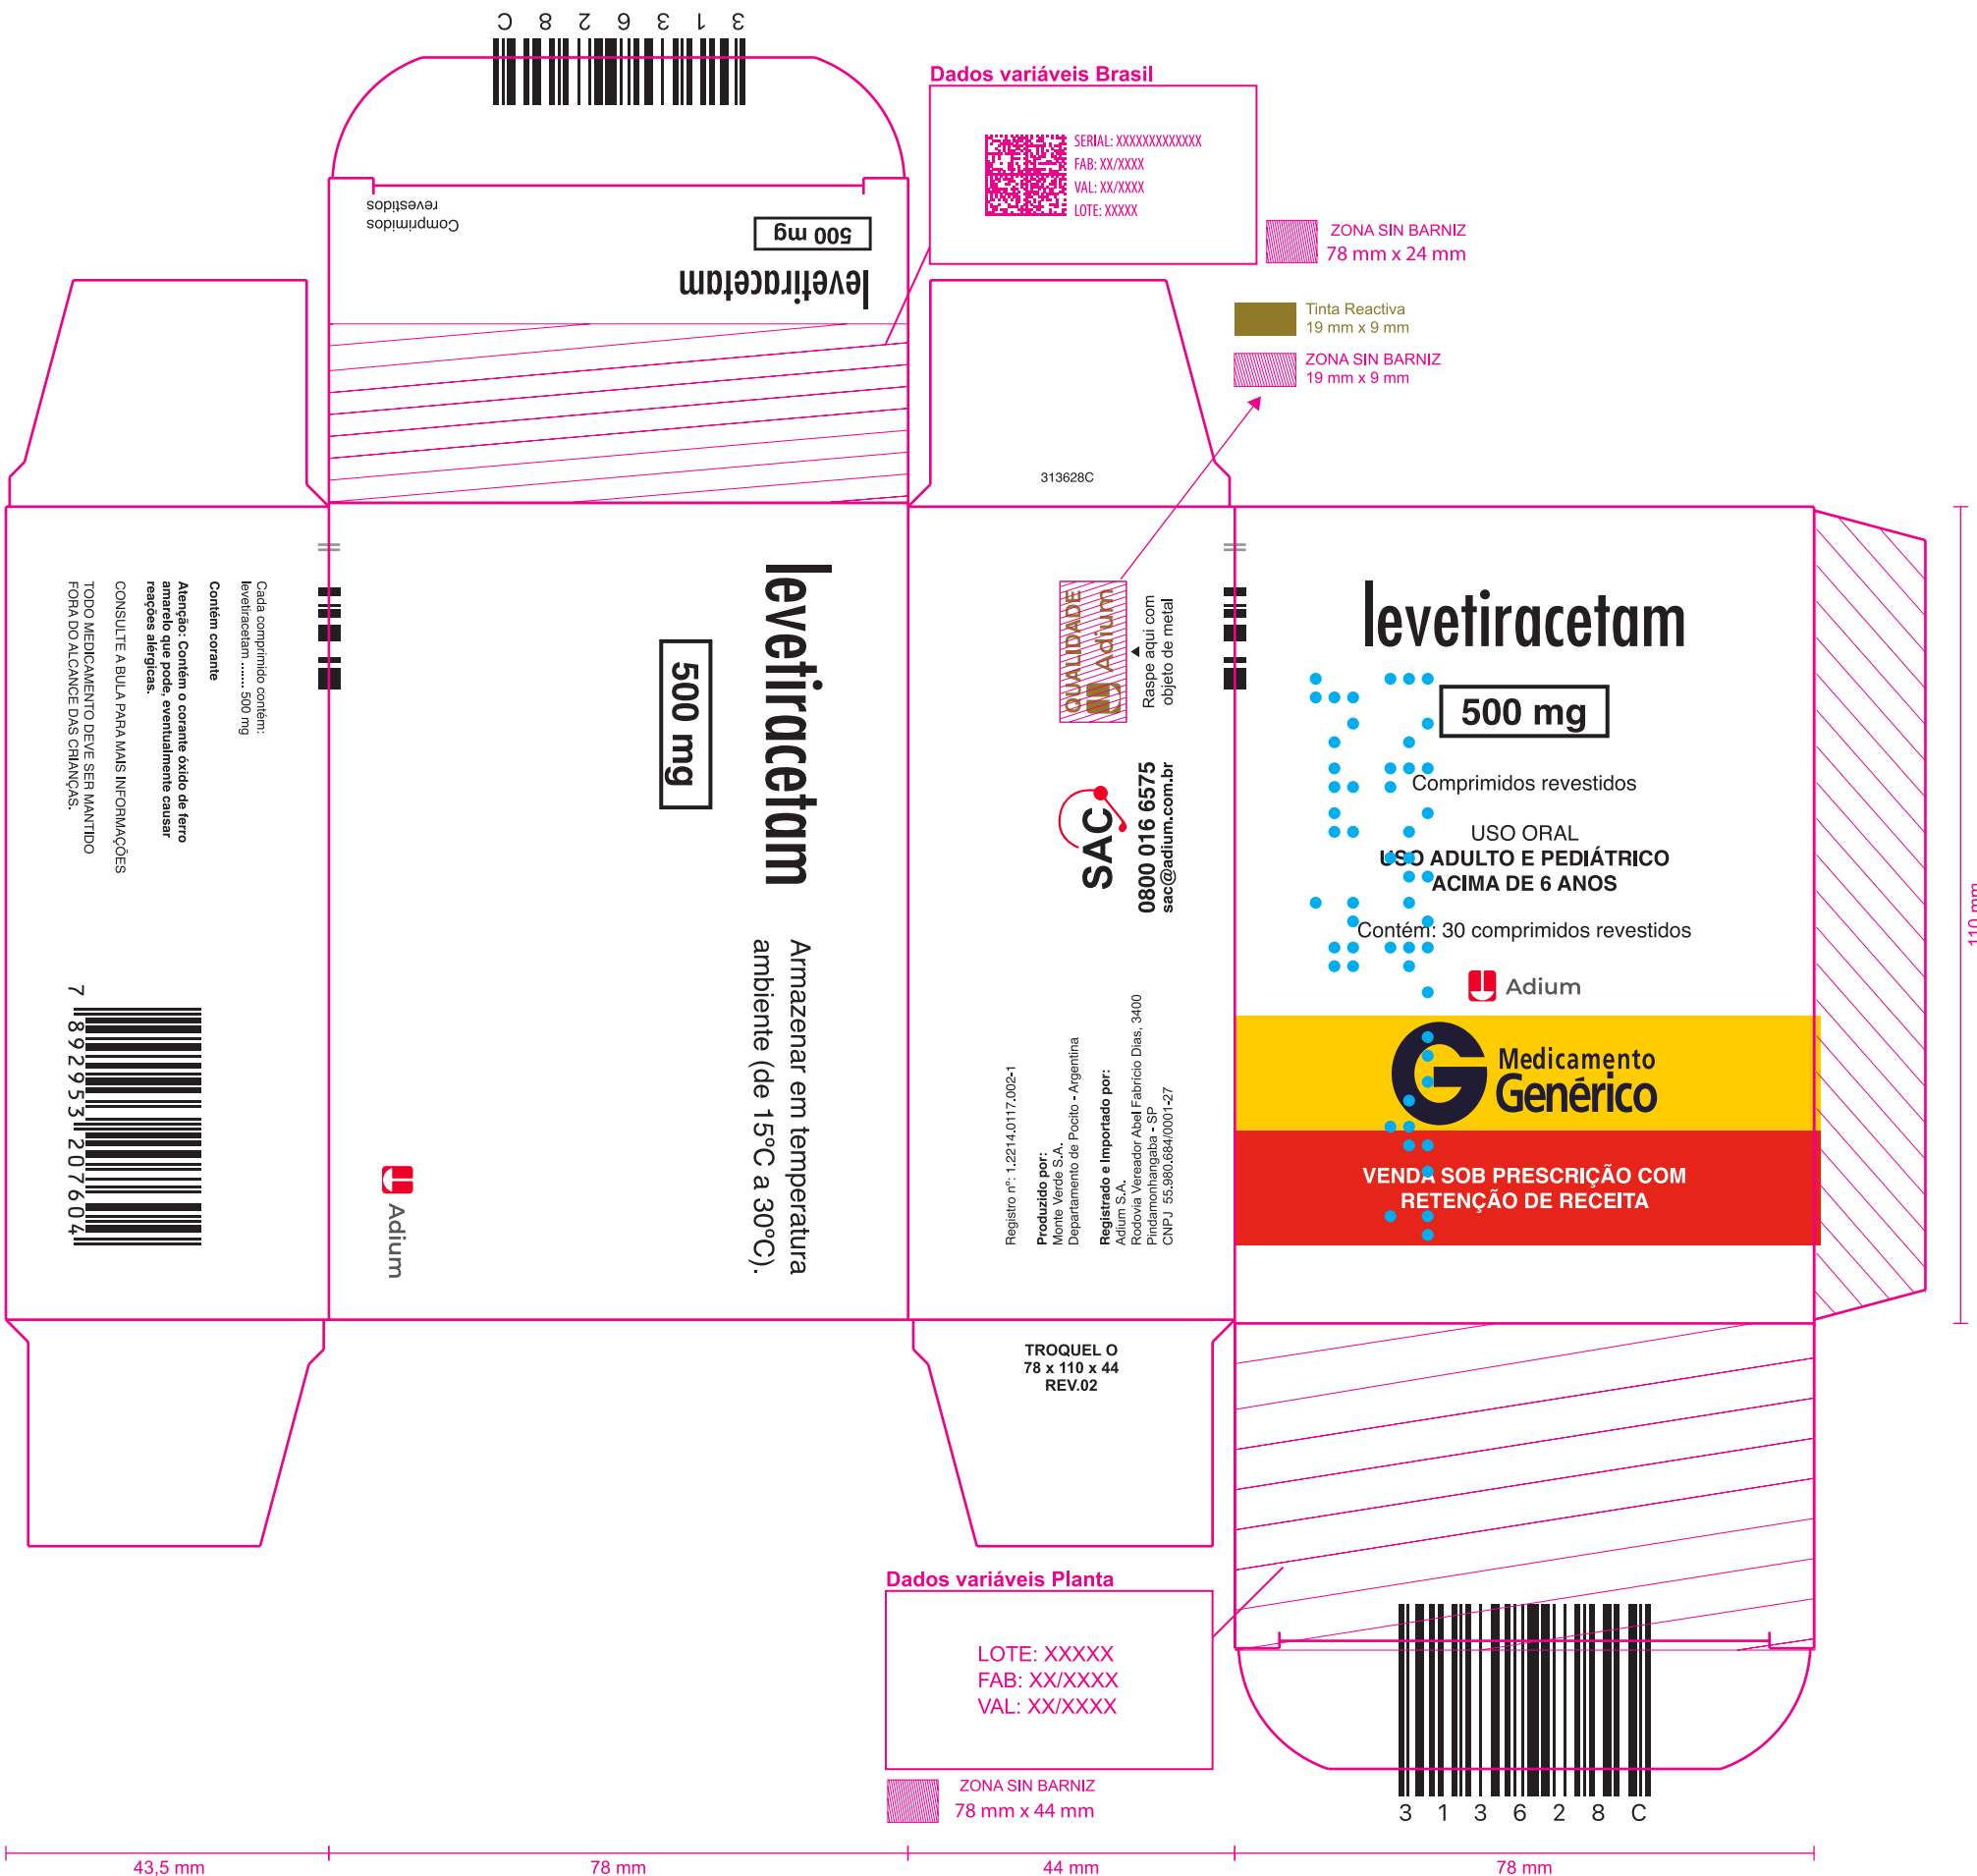 3 1 3 6 2 8 C
Dados variáveis Brasil
SERIAL: XXXXXXXXXXXXX
FAB: XX/XXXX
VAL: XX/XXXX
LOTE: XXXXX
ZONA SIN BARNIZ
78 mm x 24 mm
Tinta Reactiva
19 mm x 9 mm
ZONA SIN BARNIZ
19 mm x 9 mm
levetiracetam
500 mg
Comprimidos
revestidos
313628C
Cada comprimido contém:
levetiracetam ....... 500 mg
Contém corante
Atenção: Contém o corante óxido de ferro
amarelo que pode, eventualmente causar
reações alérgicas.
CONSULTE A BULA PARA MAIS INFORMAÇÕES
TODO MEDICAMENTO DEVE SER MANTIDO
FORA DO ALCANCE DAS CRIANÇAS.
7 892953 207604
levetiracetam
500 mg
Armazenar em temperatura
ambiente (de 15ºC a 30ºC).
Adium
QUALIDADE
Adium
Raspe aqui com
objeto de metal
SAC
0800 016 6575
sac@adium.com.br
Registro nº: 1.2214.0117.002-1
Produzido por:
Monte Verde S.A.
Departamento de Pocito - Argentina
Registrado e Importado por:
Adium S.A.
Rodovia Vereador Abel Fabrício Dias, 3400
Pindamonhangaba - SP
CNPJ 55.980.684/0001-27
levetiracetam
500 mg
Comprimidos revestidos
USO ORAL
USO ADULTO E PEDIÁTRICO
ACIMA DE 6 ANOS
Contém: 30 comprimidos revestidos
Adium
G Medicamento
Genérico
VENDA SOB PRESCRIÇÃO COM
RETENÇÃO DE RECEITA
110 mm
TROQUEL O
78 x 110 x 44
REV.02
Dados variáveis Planta
LOTE: XXXXX
FAB: XX/XXXX
VAL: XX/XXXX
ZONA SIN BARNIZ
78 mm x 44 mm
3 1 3 6 2 8 C
43,5 mm
78 mm
44 mm
78 mm